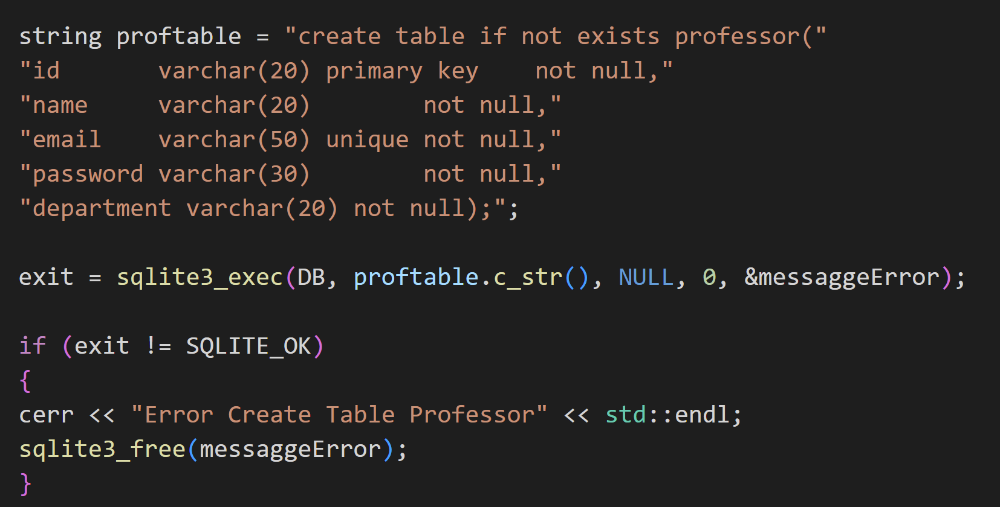 string proftable = "create table if not exists professor("
"id       varchar(20) primary key    not null,"
"name     varchar(20)        not null,"
"email    varchar(50) unique not null,"
"password varchar(30)        not null,"
"department varchar(20) not null);";
exit = sqlite3_exec(DB, proftable.c_str(), NULL, 0, &messaggeError);
if (exit != SQLITE_OK)
{
cerr << "Error Create Table Professor" << std::endl;
sqlite3_free(messaggeError);
}